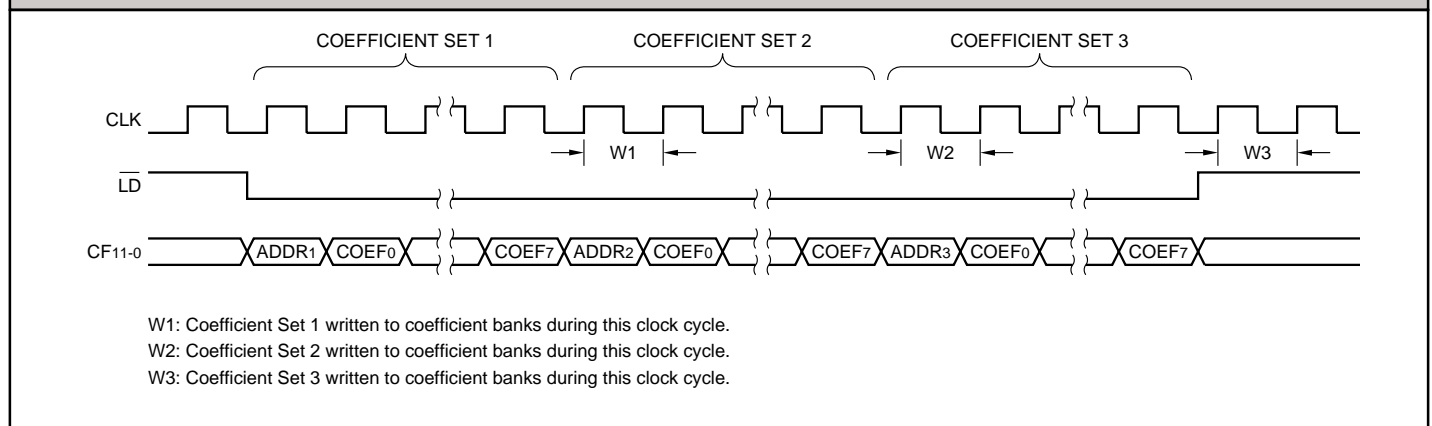 COEFFICIENT SET 1 COEFFICIENT SET 2 COEFFICIENT SET 3
CLK
W1 W2 W3
LD
CF11-0 ADDR1 COEF0 COEF7 ADDR2 COEF0 COEF7 ADDR3 COEF0 COEF7
W1: Coefficient Set 1 written to coefficient banks during this clock cycle.
W2: Coefficient Set 2 written to coefficient banks during this clock cycle.
W3: Coefficient Set 3 written to coefficient banks during this clock cycle.